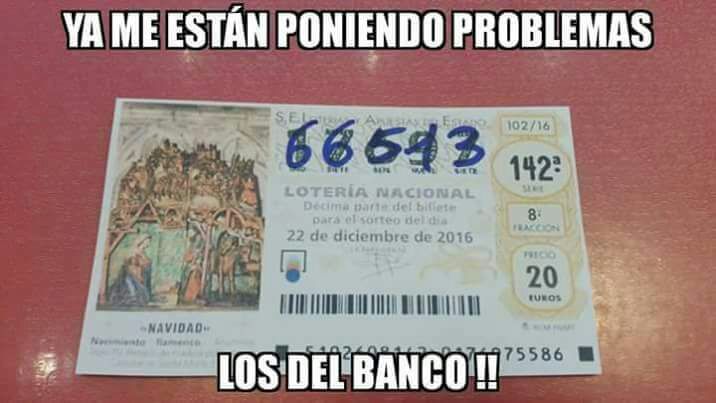 YA ME ESTÁN PONIENDO PROBLEMAS
S.E. LOTERÍAS Y APUESTAS DEL ESTADO
102/16
66513
142ª
SERIE
LOTERÍA NACIONAL
Décima parte del billete
para el sorteo del día
22 de diciembre de 2016
8ª
FRACCIÓN
PRECIO
20
EUROS
«NAVIDAD»
Nacimiento flamenco.
75586
LOS DEL BANCO !!